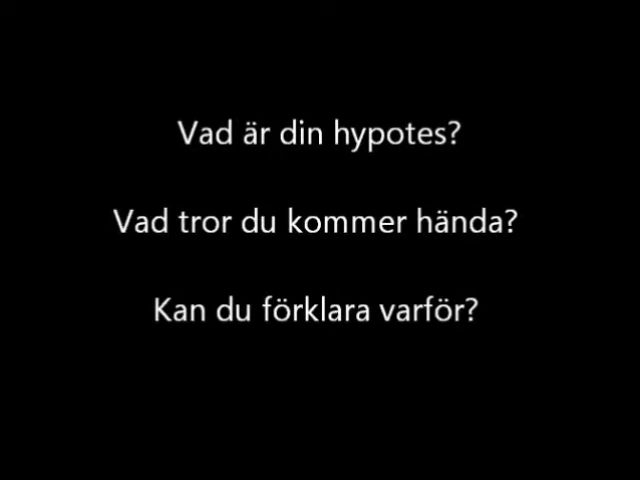 Vad är din hypotes?
Vad tror du kommer hända?
Kan du förklara varför?